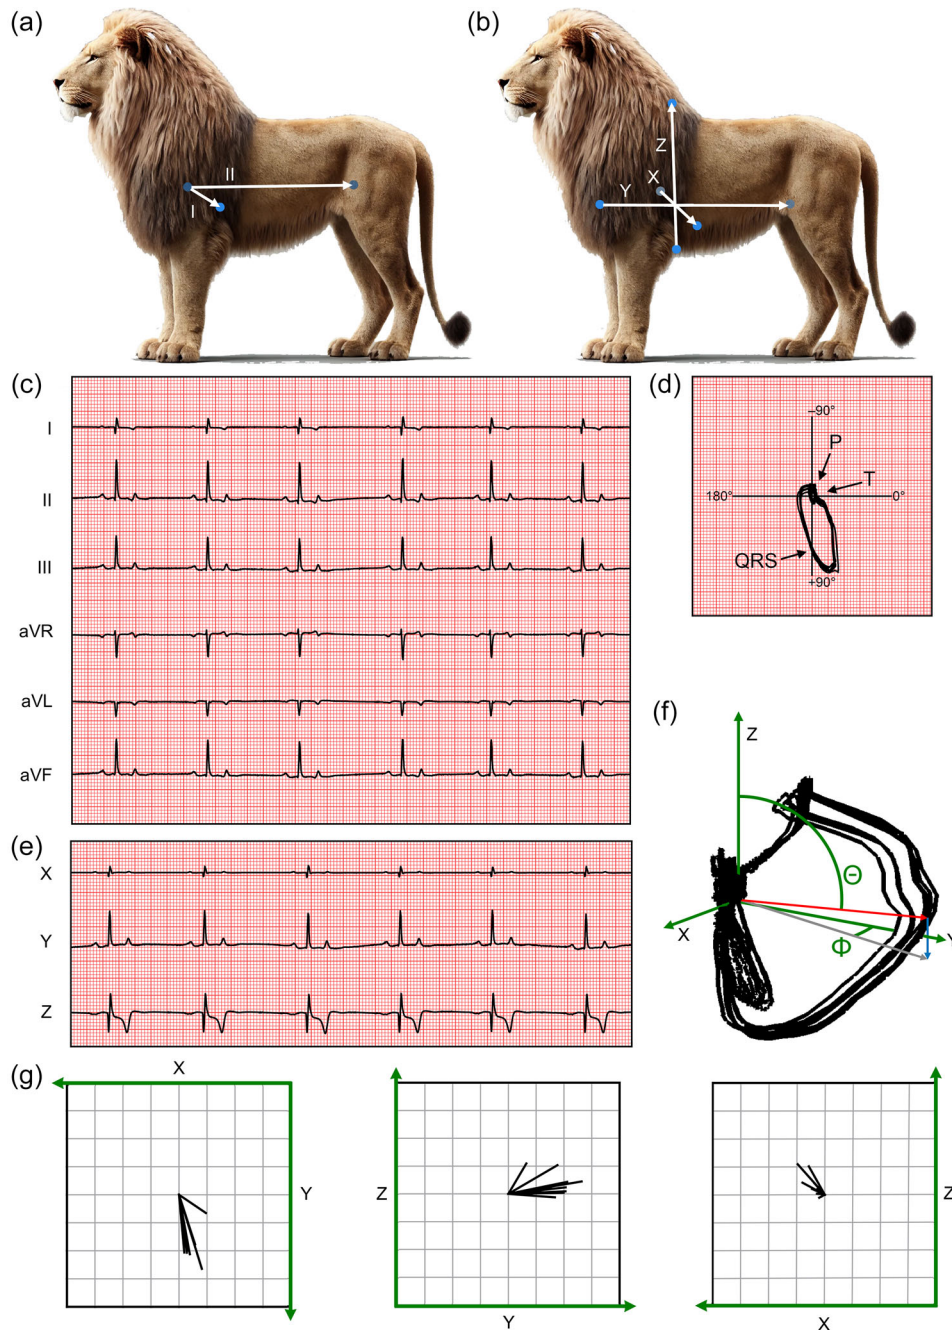 (a)
II
I
(b)
Z
X
Y
(c)
I
II
III
aVR
aVL
aVF
(d)
−90°
P
T
180°
0°
QRS
+90°
(e)
X
Y
Z
(f)
Z
Θ
X
Φ
Y
(g)
X
Y
Z
Y
Z
X